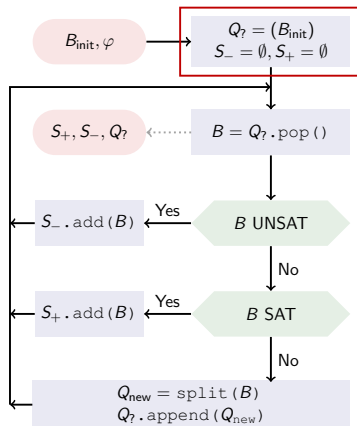 B_init, φ
Q_? = (B_init)
S_− = ∅, S_+ = ∅
S_+, S_−, Q_?
B = Q_?.pop()
S_−.add(B)
Yes
B UNSAT
No
S_+.add(B)
Yes
B SAT
No
Q_new = split(B)
Q_?.append(Q_new)